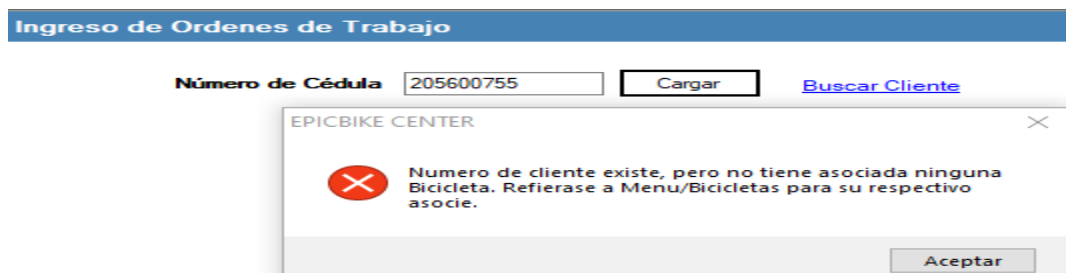 Ingreso de Ordenes de Trabajo
Número de Cédula 205600755 Cargar Buscar Cliente
EPICBIKE CENTER
Numero de cliente existe, pero no tiene asociada ninguna
Bicicleta. Refierase a Menu/Bicicletas para su respectivo
asocie.
Aceptar